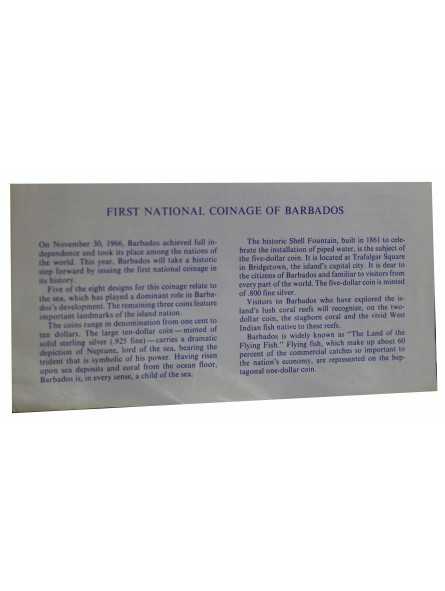 FIRST NATIONAL COINAGE OF BARBADOS
On November 30, 1966, Barbados achieved full in-
dependence and took its place among the nations of
the world. This year, Barbados will take a historic
step forward by issuing the first national coinage in
its history.
Five of the eight designs for this coinage relate to
the sea, which has played a dominant role in Barba-
dos's development. The remaining three coins feature
important landmarks of the island nation.
The coins range in denomination from one cent to
ten dollars. The large ten-dollar coin—minted of
solid sterling silver (.925 fine)—carries a dramatic
depiction of Neptune, lord of the sea, bearing the
trident that is symbolic of his power. Having risen
upon sea deposits and coral from the ocean floor,
Barbados is, in every sense, a child of the sea.
The historic Shell Fountain, built in 1861 to cele-
brate the installation of piped water, is the subject of
the five-dollar coin. It is located at Trafalgar Square
in Bridgetown, the island's capital city. It is dear to
the citizens of Barbados and familiar to visitors from
every part of the world. The five-dollar coin is minted
of .800 fine silver.
Visitors to Barbados who have explored the is-
land's lush coral reefs will recognize, on the two-
dollar coin, the staghorn coral and the vivid West
Indian fish native to these reefs.
Barbados is widely known as "The Land of the
Flying Fish." Flying fish, which make up about 60
percent of the commercial catches so important to
the nation's economy, are represented on the hep-
tagonal one-dollar coin.